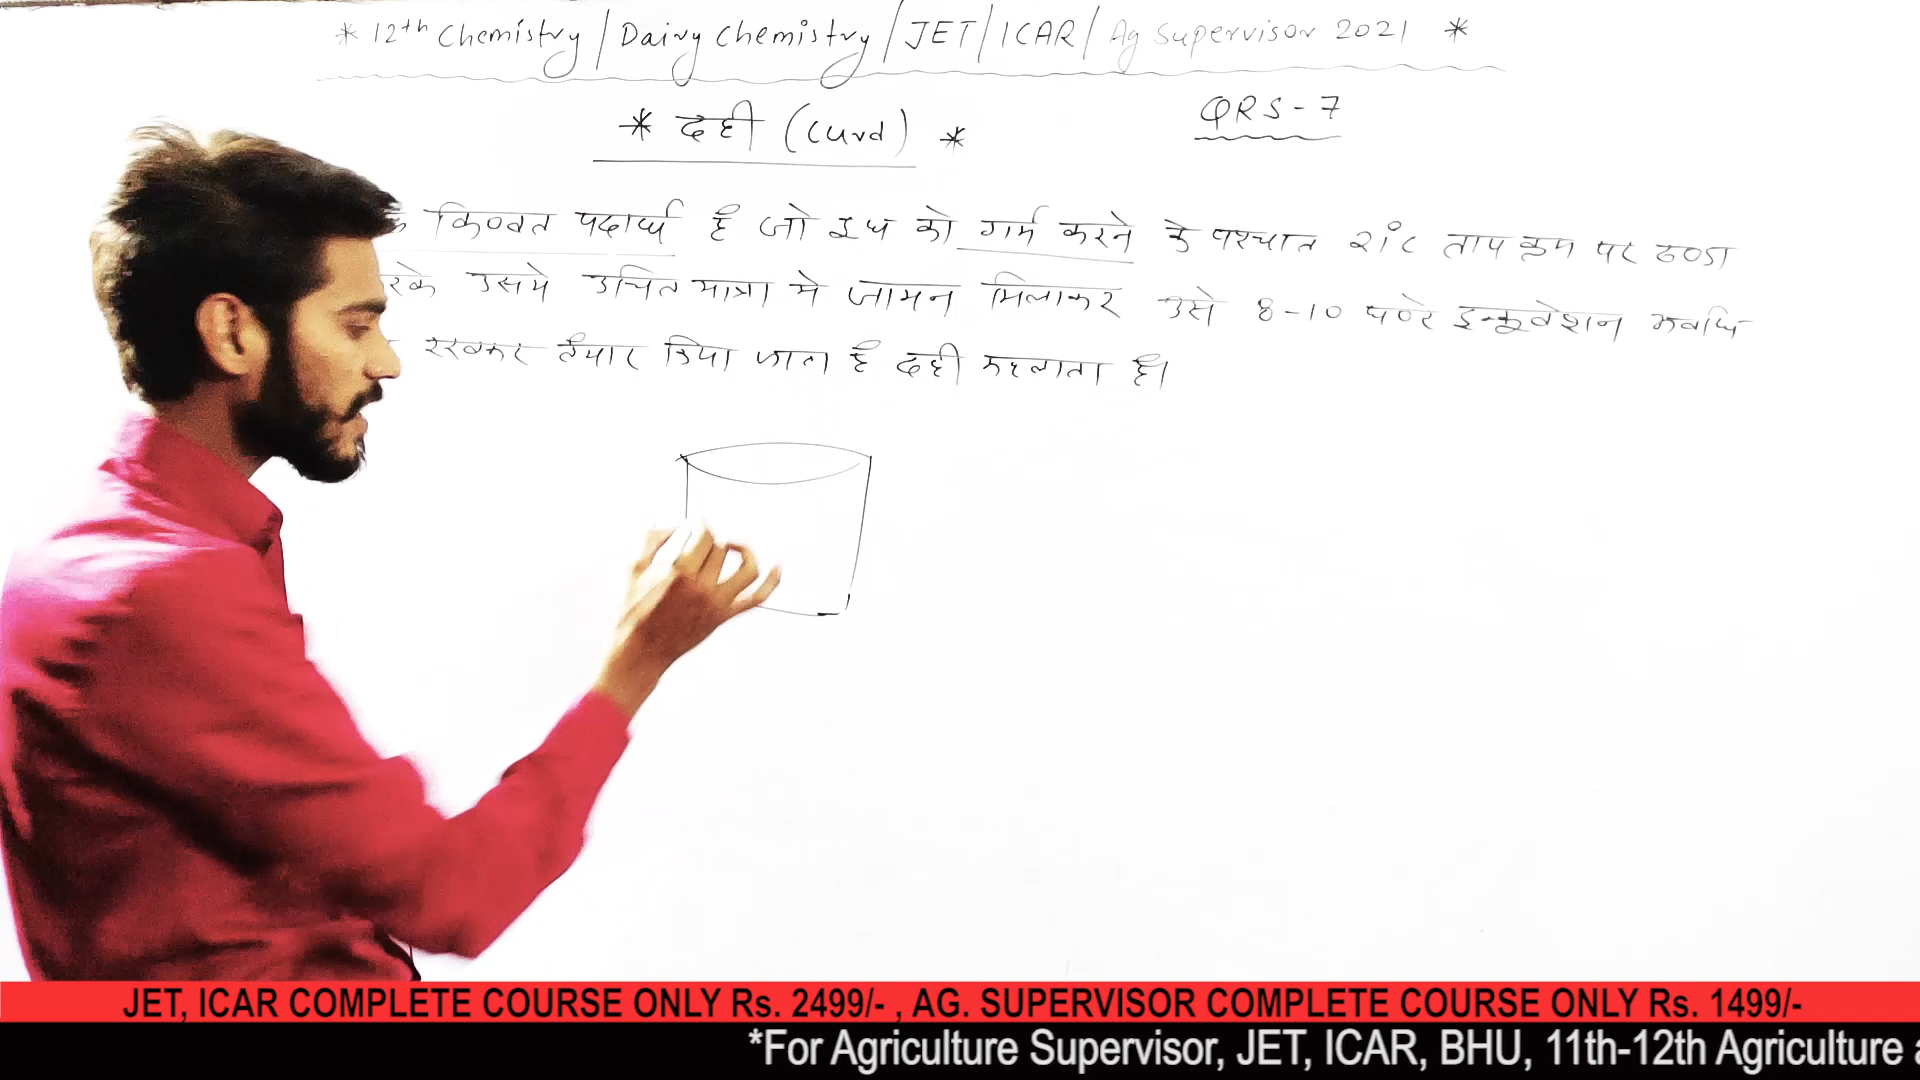 * 12th Chemistry / Dairy Chemistry / JET / ICAR / Ag Supervisor 2021 *
* दही (Curd) *
QRS - 7
किण्वत पदार्थ है जो दुध को गर्म करने के पश्चात २१°C तापक्रम पर ठण्डा
रके उसमे उचित मात्रा मे जामन मिलाकर उसे 8-10 घण्टे इन्कूवेशन अवधि
रखकर तैयार किया जाता है दही कहलाता है।
JET, ICAR COMPLETE COURSE ONLY Rs. 2499/- , AG. SUPERVISOR COMPLETE COURSE ONLY Rs. 1499/-
*For Agriculture Supervisor, JET, ICAR, BHU, 11th-12th Agriculture